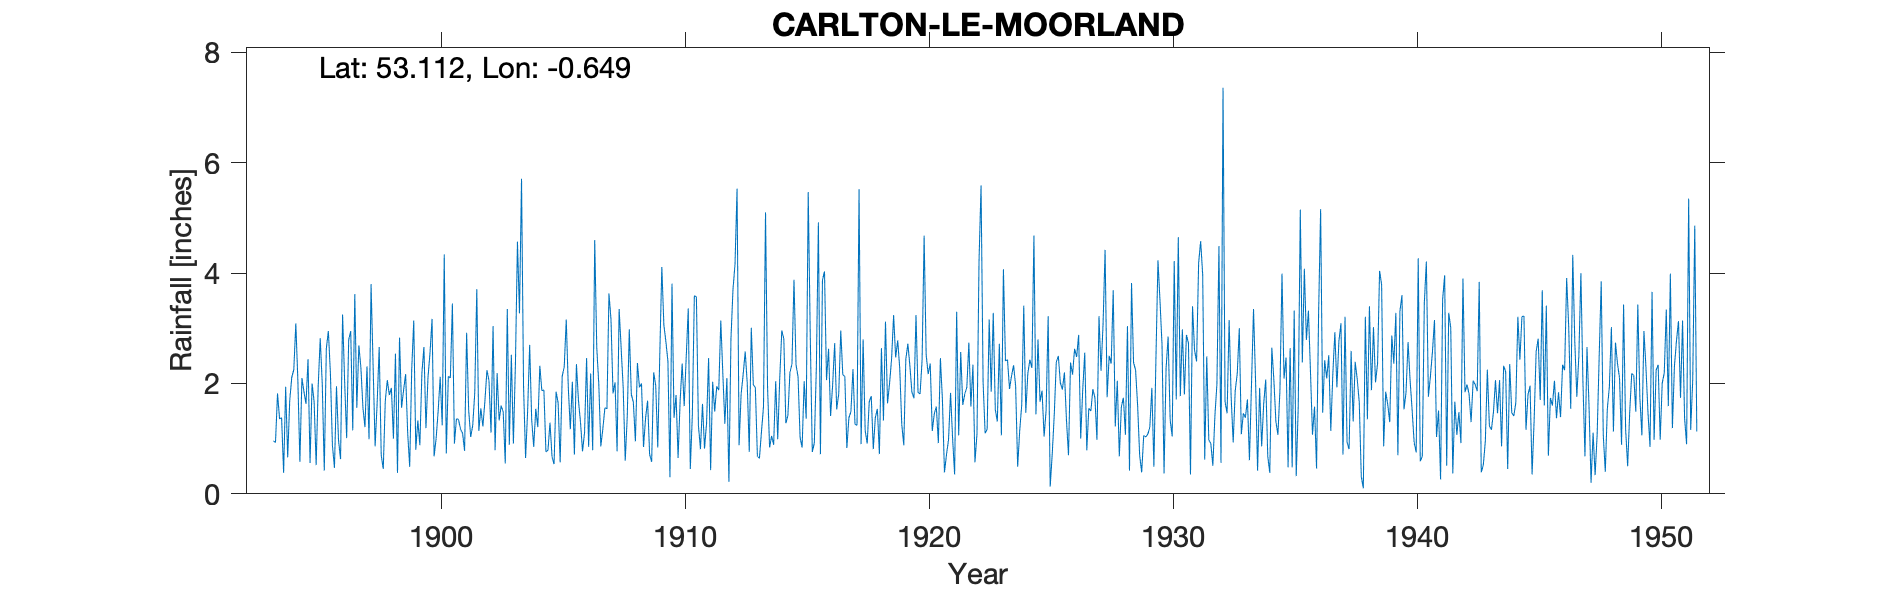 CARLTON-LE-MOORLAND
Lat: 53.112, Lon: -0.649
8
6
4
2
0
Rainfall [inches]
1900 1910 1920 1930 1940 1950
Year